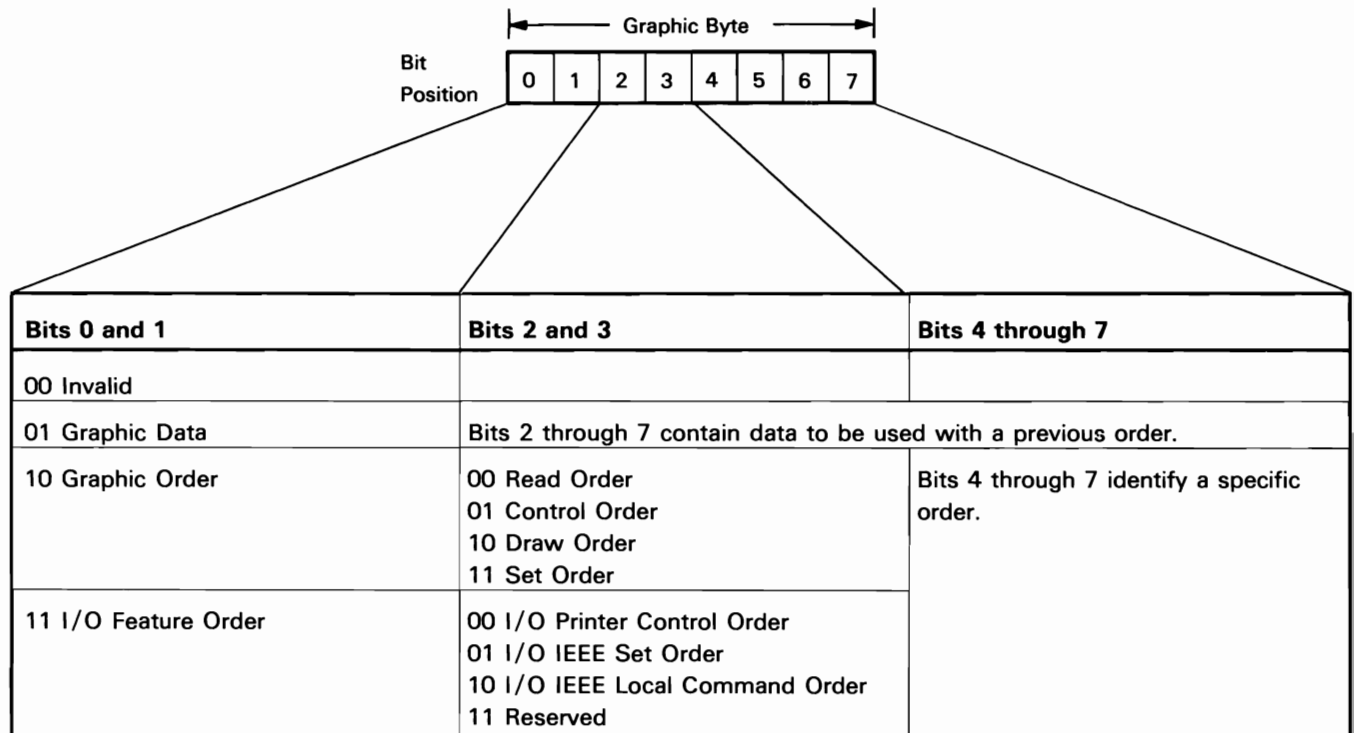 Graphic Byte
Bit
Position
0 1 2 3 4 5 6 7
Bits 0 and 1
Bits 2 and 3
Bits 4 through 7
00 Invalid
01 Graphic Data
Bits 2 through 7 contain data to be used with a previous order.
10 Graphic Order
00 Read Order
01 Control Order
10 Draw Order
11 Set Order
Bits 4 through 7 identify a specific
order.
11 I/O Feature Order
00 I/O Printer Control Order
01 I/O IEEE Set Order
10 I/O IEEE Local Command Order
11 Reserved